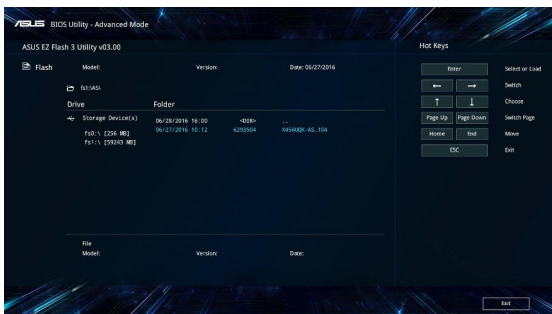 ASUS BIOS Utility - Advanced Mode
ASUS EZ Flash 3 Utility v03.00
Hot Keys
Flash Model: Version: Date: 06/27/2016
fs1:\AS\
Drive Folder
Storage Device(s)
fs0:\ [256 MB]
fs1:\ [59243 MB]
06/28/2016 16:00 <DOR> ..
06/27/2016 10:12 6293504 X456UQK-AS.104
Enter Select or Load
← → Switch
↑ ↓ Choose
Page Up Page Down Switch Page
Home End Move
ESC Exit
File
Model: Version: Date:
Exit